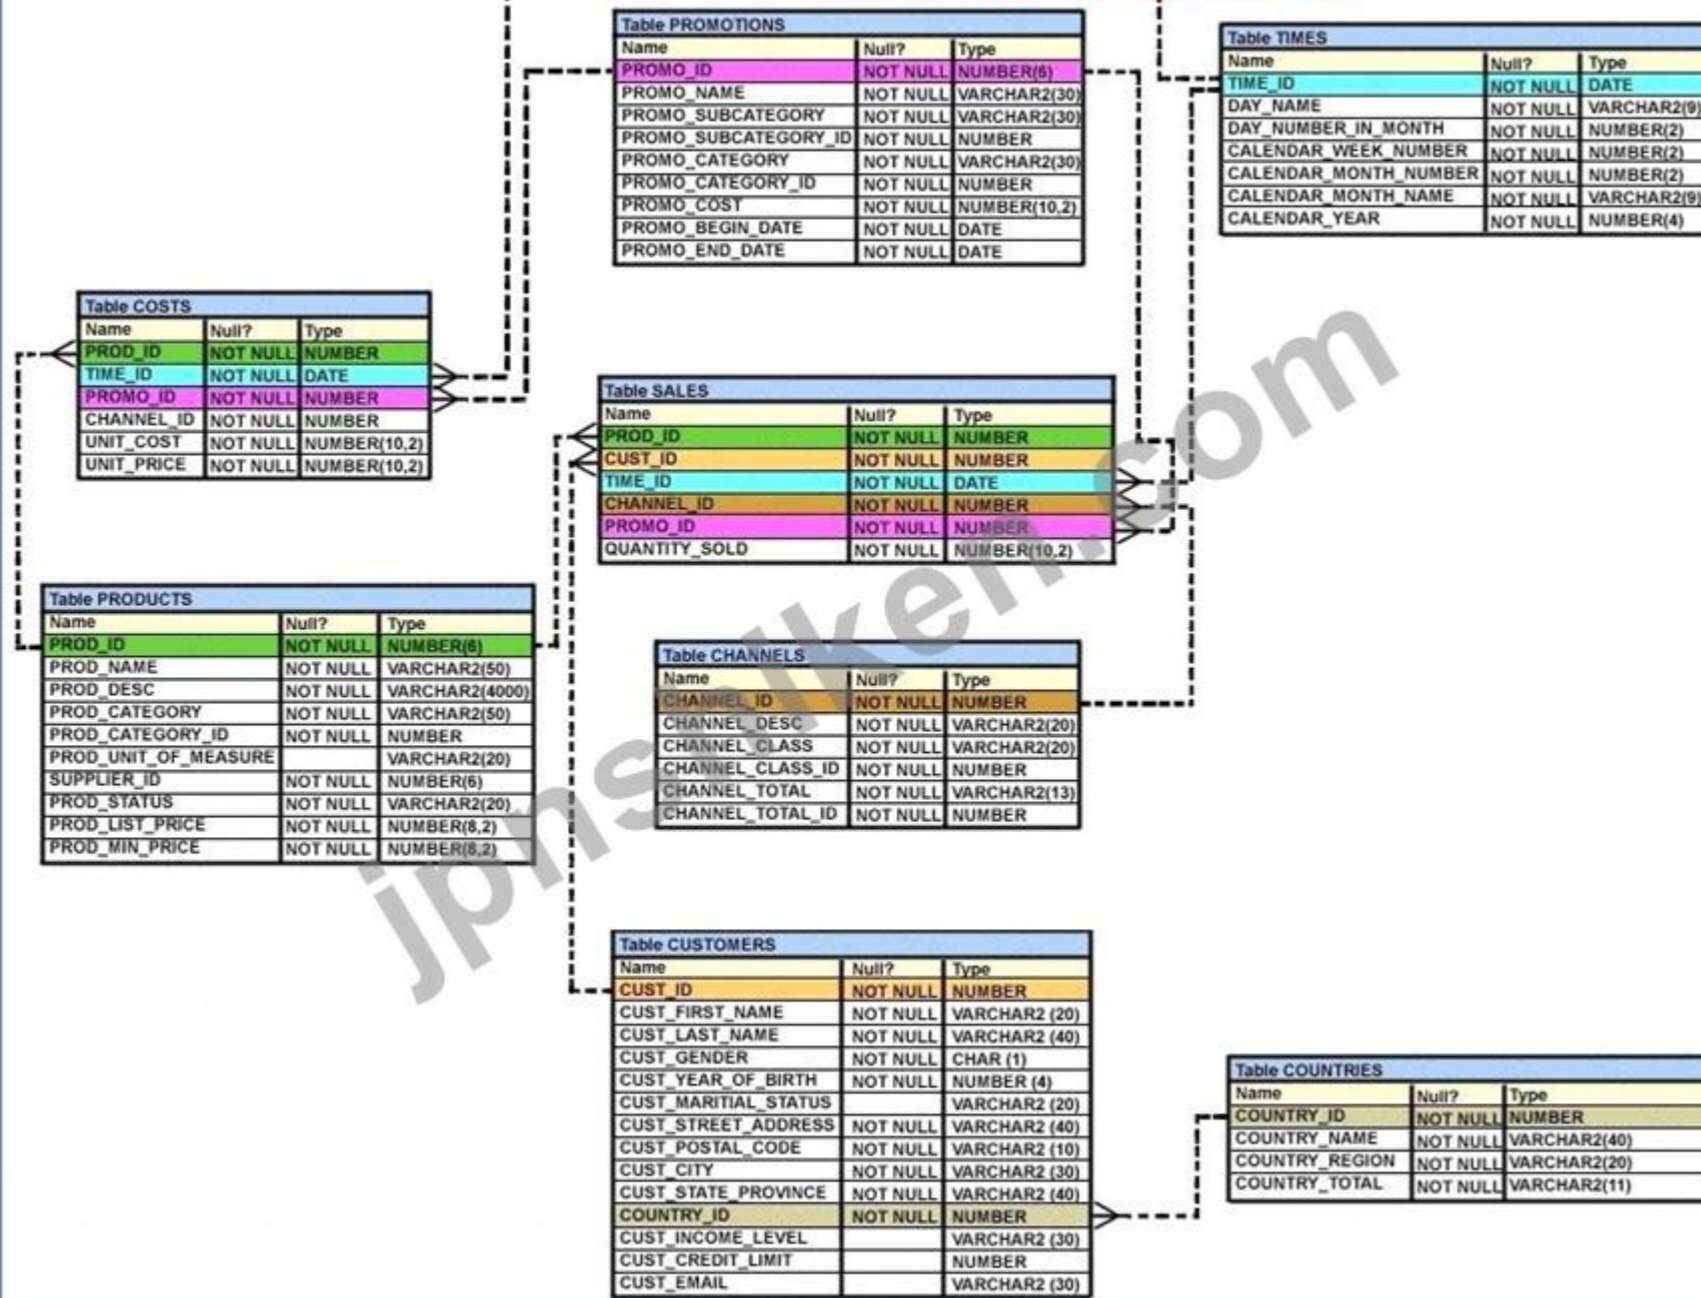 Table PROMOTIONS
Name Null? Type
PROMO_ID NOT NULL NUMBER(6)
PROMO_NAME NOT NULL VARCHAR2(30)
PROMO_SUBCATEGORY NOT NULL VARCHAR2(30)
PROMO_SUBCATEGORY_ID NOT NULL NUMBER
PROMO_CATEGORY NOT NULL VARCHAR2(30)
PROMO_CATEGORY_ID NOT NULL NUMBER
PROMO_COST NOT NULL NUMBER(10,2)
PROMO_BEGIN_DATE NOT NULL DATE
PROMO_END_DATE NOT NULL DATE
Table TIMES
Name Null? Type
TIME_ID NOT NULL DATE
DAY_NAME NOT NULL VARCHAR2(9)
DAY_NUMBER_IN_MONTH NOT NULL NUMBER(2)
CALENDAR_WEEK_NUMBER NOT NULL NUMBER(2)
CALENDAR_MONTH_NUMBER NOT NULL NUMBER(2)
CALENDAR_MONTH_NAME NOT NULL VARCHAR2(9)
CALENDAR_YEAR NOT NULL NUMBER(4)
Table COSTS
Name Null? Type
PROD_ID NOT NULL NUMBER
TIME_ID NOT NULL DATE
PROMO_ID NOT NULL NUMBER
CHANNEL_ID NOT NULL NUMBER
UNIT_COST NOT NULL NUMBER(10,2)
UNIT_PRICE NOT NULL NUMBER(10,2)
Table SALES
Name Null? Type
PROD_ID NOT NULL NUMBER
CUST_ID NOT NULL NUMBER
TIME_ID NOT NULL DATE
CHANNEL_ID NOT NULL NUMBER
PROMO_ID NOT NULL NUMBER
QUANTITY_SOLD NOT NULL NUMBER(10,2)
Table PRODUCTS
Name Null? Type
PROD_ID NOT NULL NUMBER(6)
PROD_NAME NOT NULL VARCHAR2(50)
PROD_DESC NOT NULL VARCHAR2(4000)
PROD_CATEGORY NOT NULL VARCHAR2(50)
PROD_CATEGORY_ID NOT NULL NUMBER
PROD_UNIT_OF_MEASURE VARCHAR2(20)
SUPPLIER_ID NOT NULL NUMBER(6)
PROD_STATUS NOT NULL VARCHAR2(20)
PROD_LIST_PRICE NOT NULL NUMBER(8,2)
PROD_MIN_PRICE NOT NULL NUMBER(8,2)
Table CHANNELS
Name Null? Type
CHANNEL_ID NOT NULL NUMBER
CHANNEL_DESC NOT NULL VARCHAR2(20)
CHANNEL_CLASS NOT NULL VARCHAR2(20)
CHANNEL_CLASS_ID NOT NULL NUMBER
CHANNEL_TOTAL NOT NULL VARCHAR2(13)
CHANNEL_TOTAL_ID NOT NULL NUMBER
Table CUSTOMERS
Name Null? Type
CUST_ID NOT NULL NUMBER
CUST_FIRST_NAME NOT NULL VARCHAR2 (20)
CUST_LAST_NAME NOT NULL VARCHAR2 (40)
CUST_GENDER NOT NULL CHAR (1)
CUST_YEAR_OF_BIRTH NOT NULL NUMBER (4)
CUST_MARITIAL_STATUS VARCHAR2 (20)
CUST_STREET_ADDRESS NOT NULL VARCHAR2 (40)
CUST_POSTAL_CODE NOT NULL VARCHAR2 (10)
CUST_CITY NOT NULL VARCHAR2 (30)
CUST_STATE_PROVINCE NOT NULL VARCHAR2 (40)
COUNTRY_ID NOT NULL NUMBER
CUST_INCOME_LEVEL VARCHAR2 (30)
CUST_CREDIT_LIMIT NUMBER
CUST_EMAIL VARCHAR2 (30)
Table COUNTRIES
Name Null? Type
COUNTRY_ID NOT NULL NUMBER
COUNTRY_NAME NOT NULL VARCHAR2(40)
COUNTRY_REGION NOT NULL VARCHAR2(20)
COUNTRY_TOTAL NOT NULL VARCHAR2(11)
jpnshiken.com